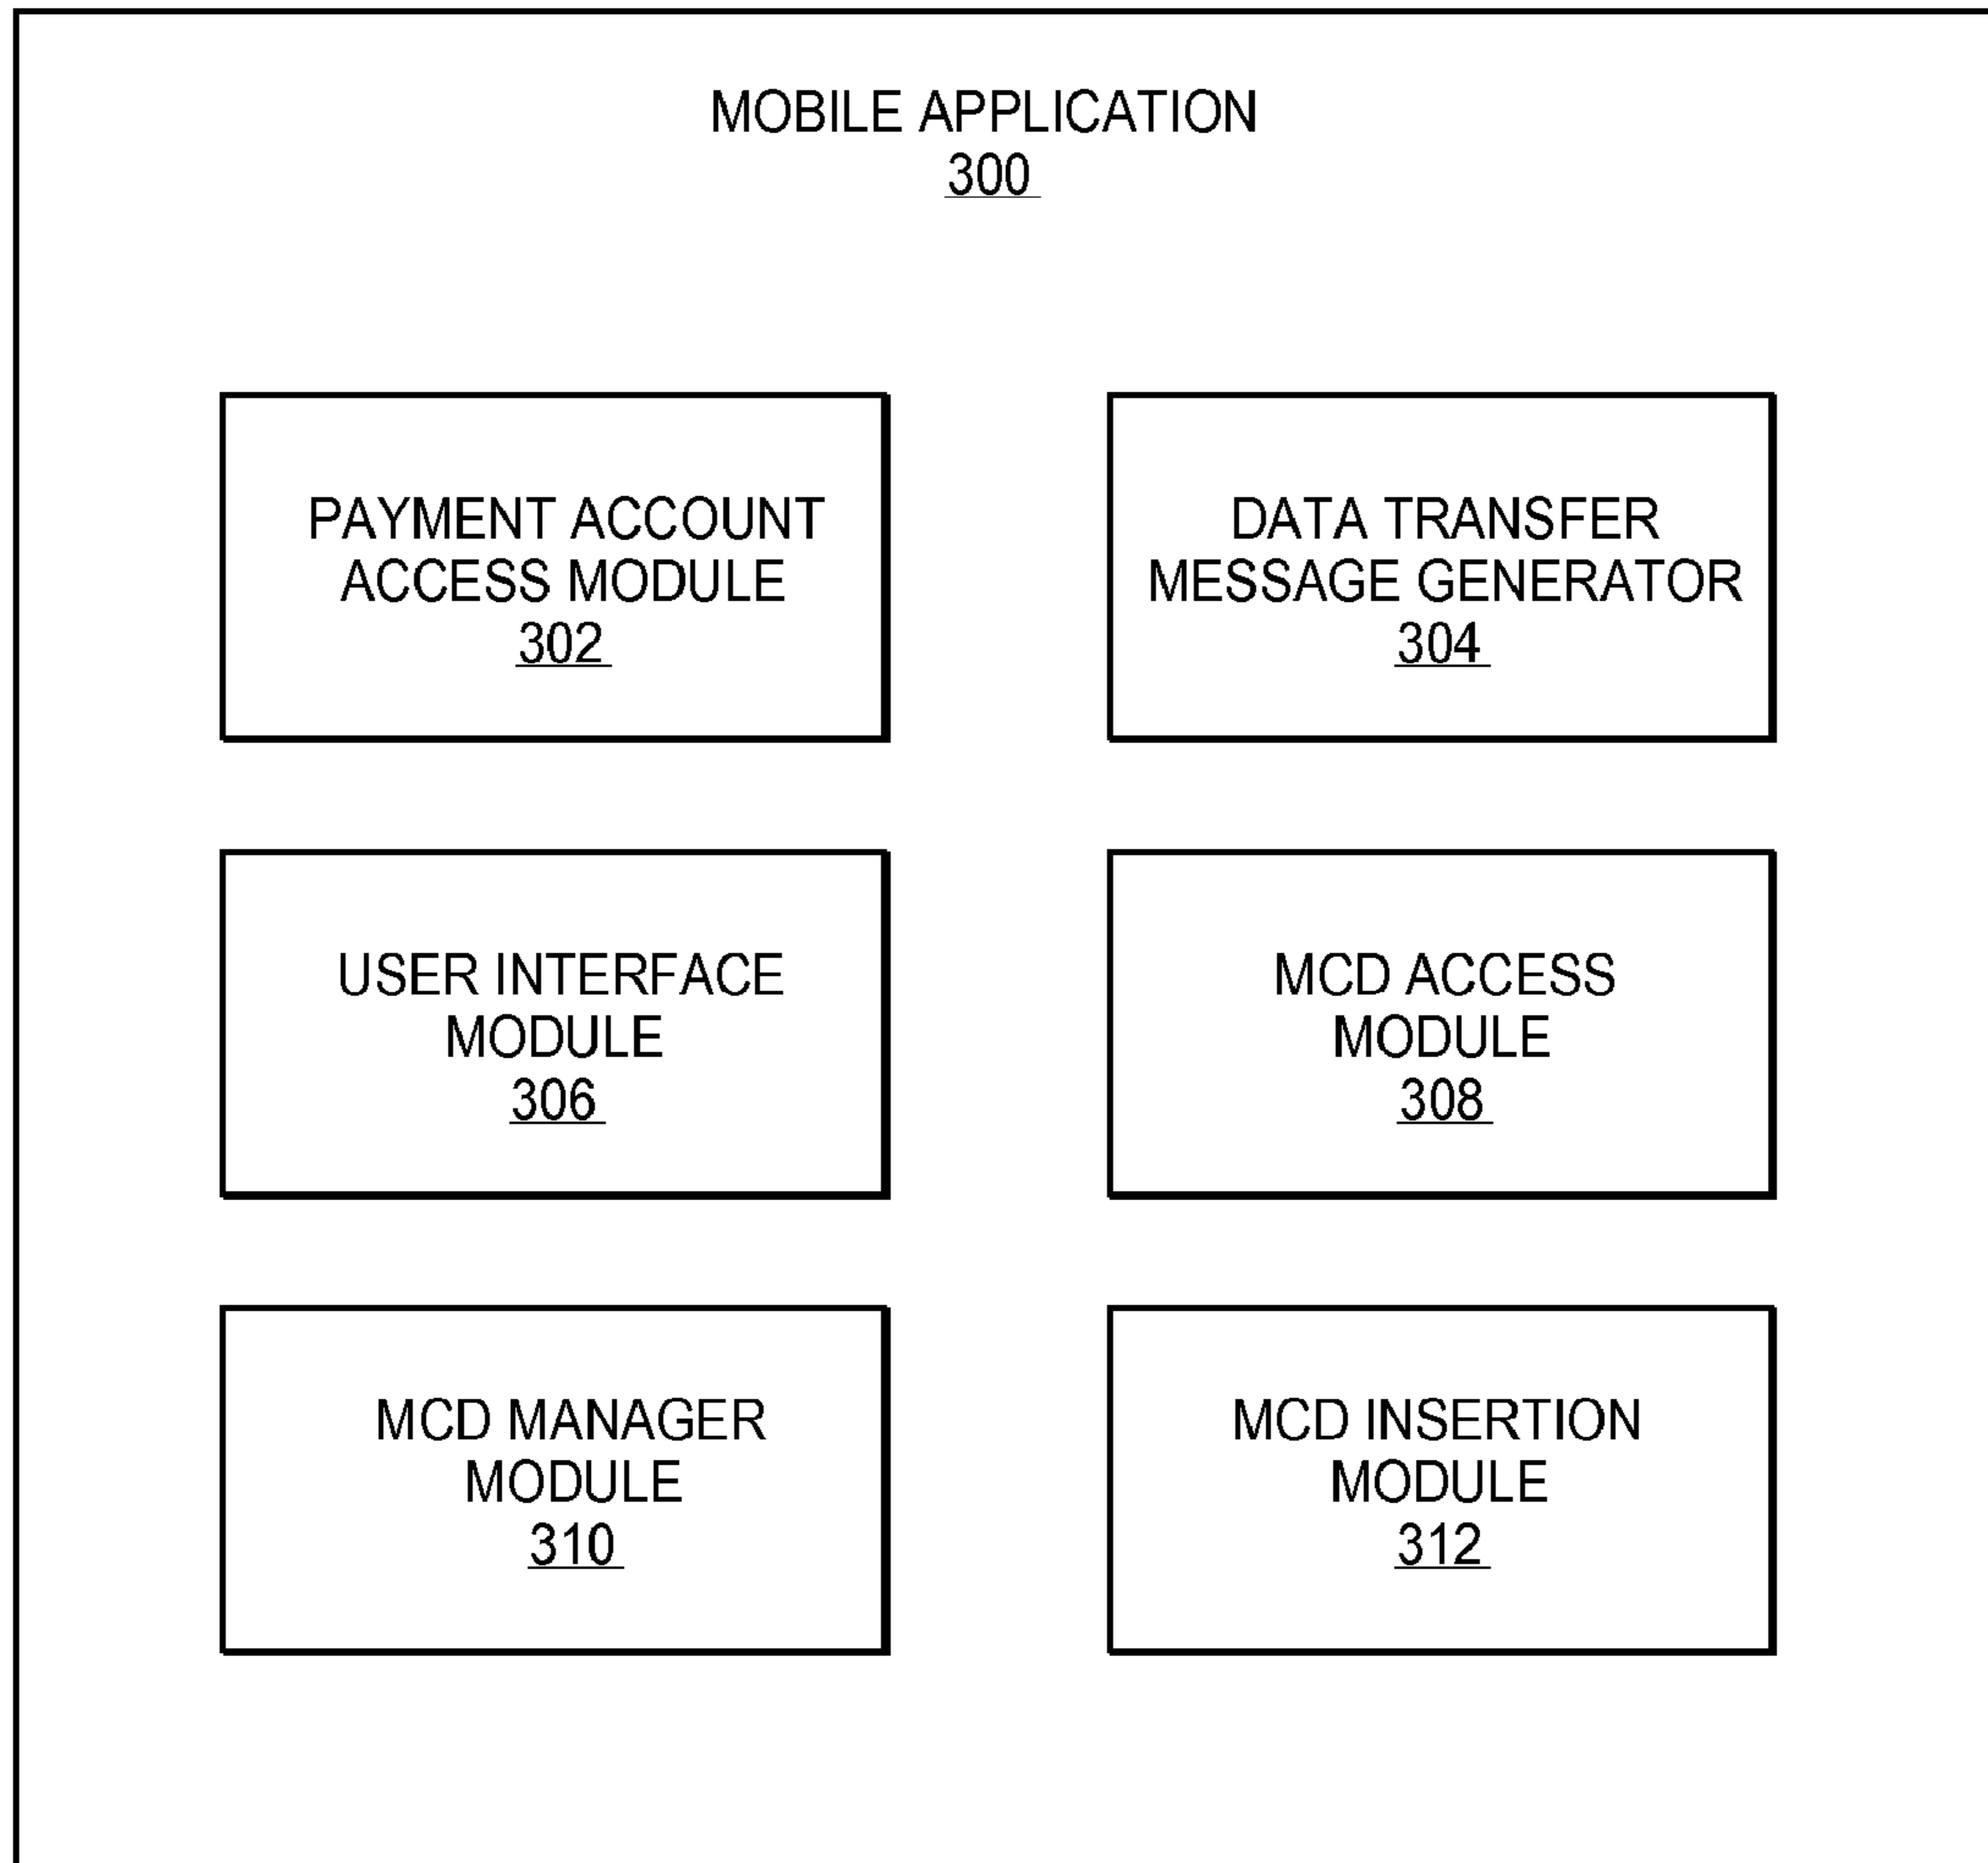 MOBILE APPLICATION
300
PAYMENT ACCOUNT
ACCESS MODULE
302
DATA TRANSFER
MESSAGE GENERATOR
304
USER INTERFACE
MODULE
306
MCD ACCESS
MODULE
308
MCD MANAGER
MODULE
310
MCD INSERTION
MODULE
312